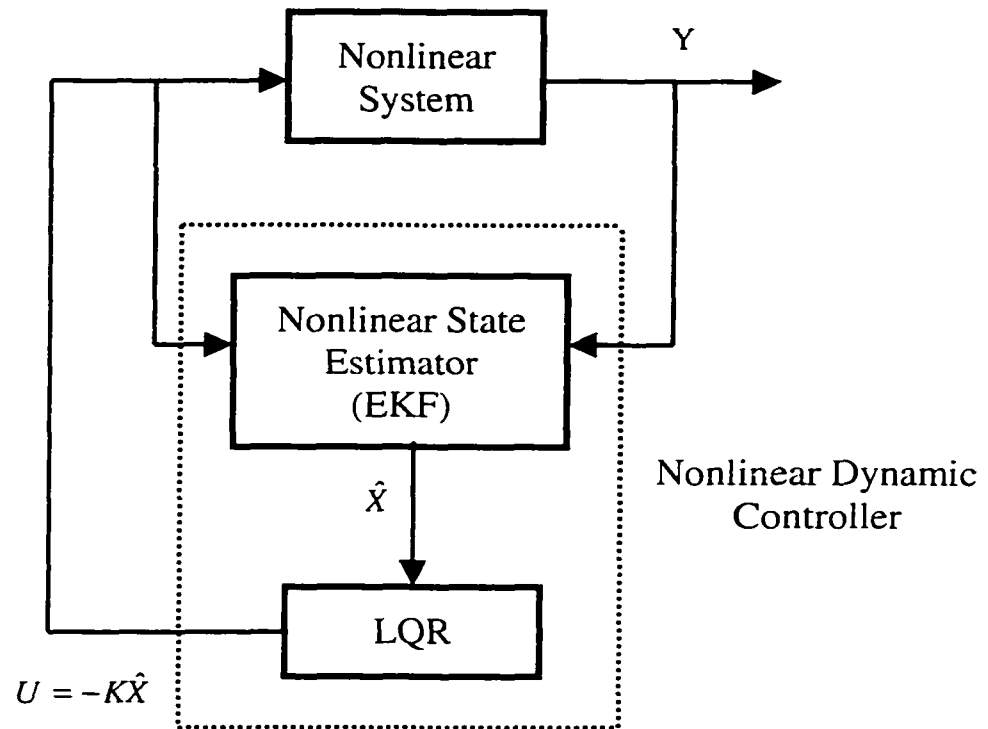 Y
Nonlinear
System
Nonlinear State
Estimator
(EKF)
X̂
Nonlinear Dynamic
Controller
LQR
U = −KX̂